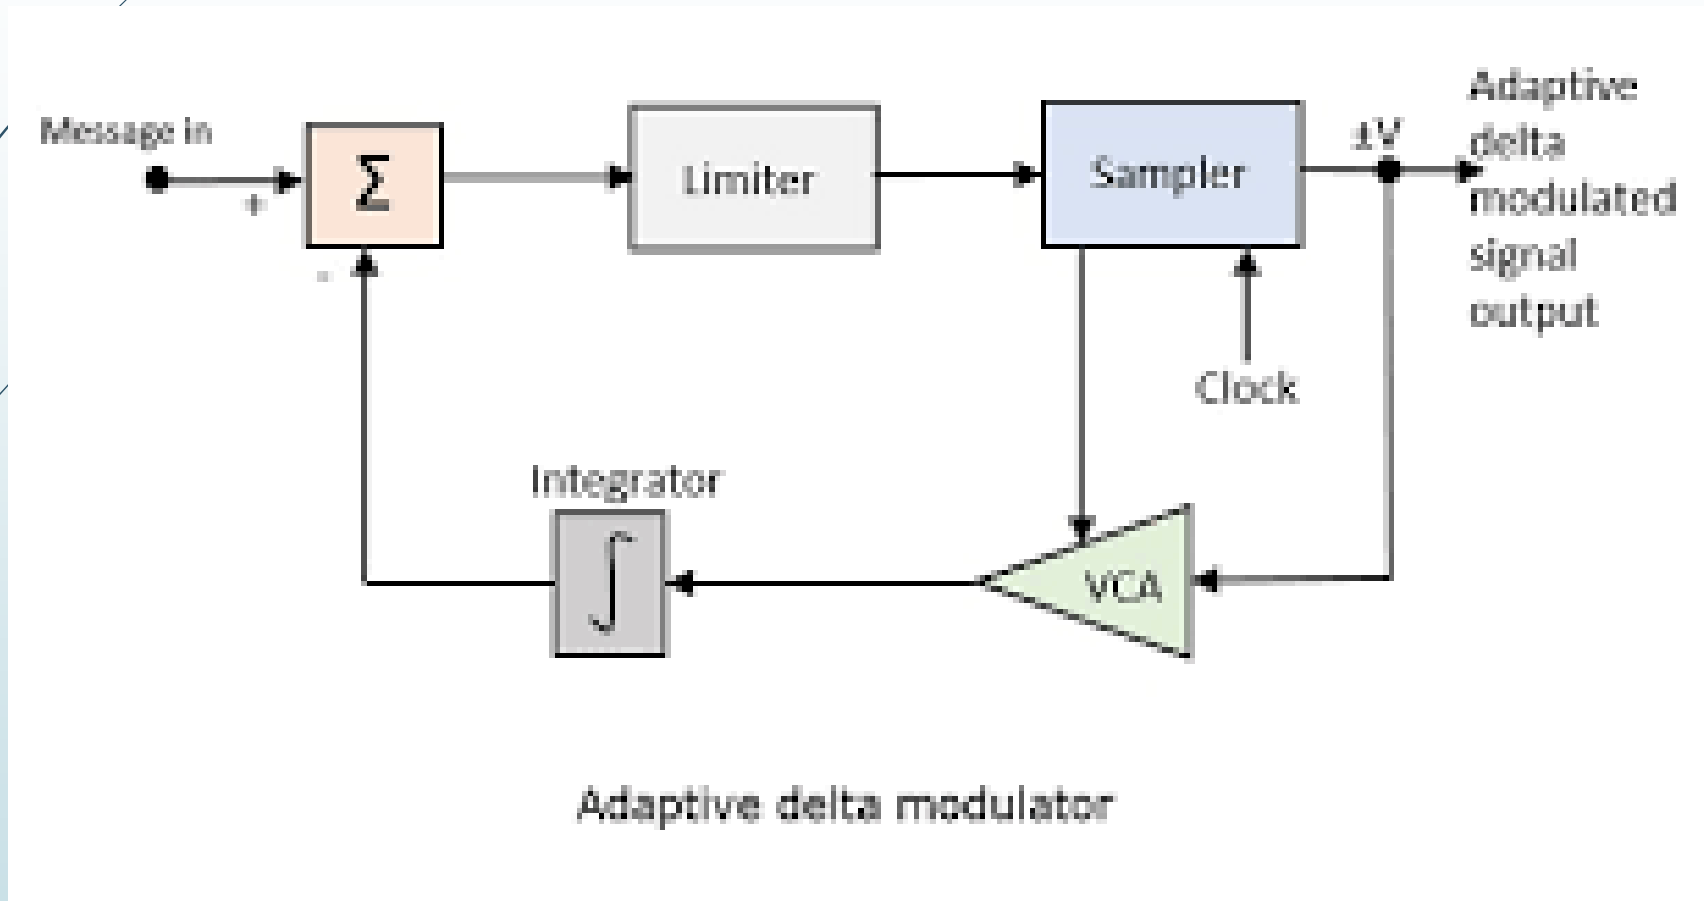 Message in
+
Σ
-
Limiter
Sampler
±V
Adaptive
delta
modulated
signal
output
Clock
Integrator
∫
VCA
Adaptive delta modulator